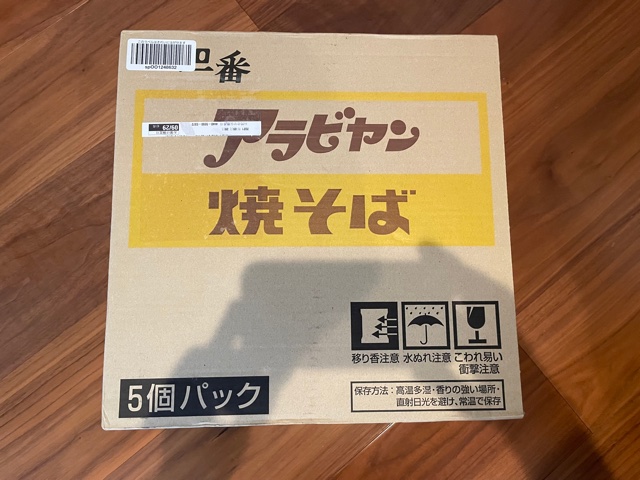 spDD1248632
番
アラビヤン
09/29
焼そば
移り香注意
水ぬれ注意
こわれ易い
衝撃注意
5個パック
保存方法：高温多湿・香りの強い場所・
直射日光を避け、常温で保存